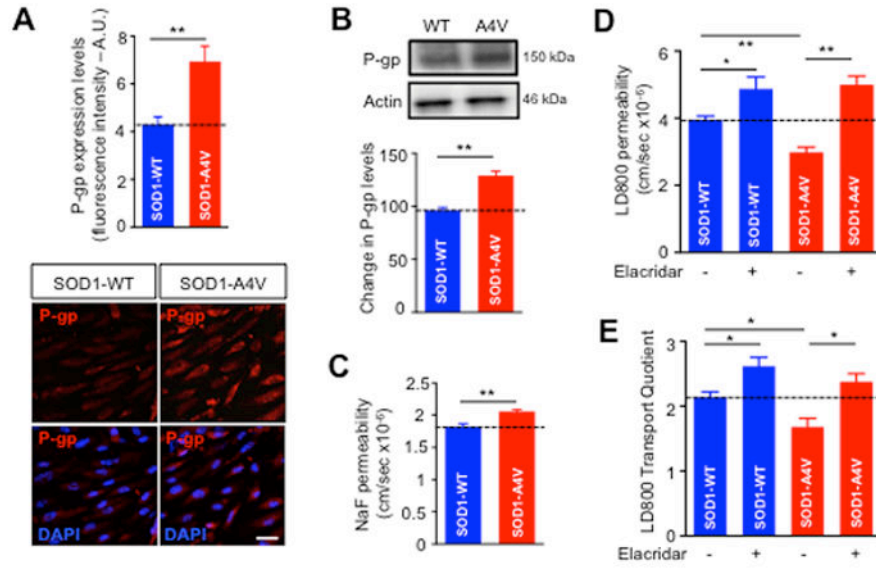 A
P-gp expression levels
(fluorescence intensity – A.U.)
8
6
4
2
0
**
SOD1-WT
SOD1-A4V
SOD1-WT
SOD1-A4V
P-gp
P-gp
P-gp
P-gp
DAPI
DAPI
B
WT
A4V
P-gp
150 kDa
Actin
46 kDa
Change in P-gp levels
150
100
50
0
**
SOD1-WT
SOD1-A4V
C
NaF permeability
(cm/sec x10⁻⁶)
2.5
2
1.5
1
0
**
SOD1-WT
SOD1-A4V
D
LD800 permeability
(cm/sec x10⁻⁶)
6
4
2
0
**
*
**
SOD1-WT
SOD1-WT
SOD1-A4V
SOD1-A4V
Elacridar - + - +
E
LD800 Transport Quotient
3
2
1
0
*
*
*
SOD1-WT
SOD1-WT
SOD1-A4V
SOD1-A4V
Elacridar - + - +